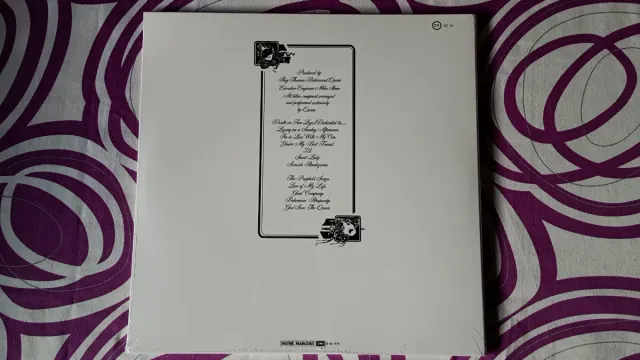 Produced by
Roy Thomas Baker and Queen
Executive Engineer Mike Stone
All titles composed, arranged
and performed exclusively
by Queen
Death on Two Legs (Dedicated to....
Lazing on a Sunday Afternoon.
I'm in Love With My Car.
You're My Best Friend.
'39
Sweet Lady
Seaside Rendezvous.
The Prophet's Song.
Love of My Life
Good Company.
Bohemian Rhapsody.
God Save The Queen
PATHE MARCONI EMI